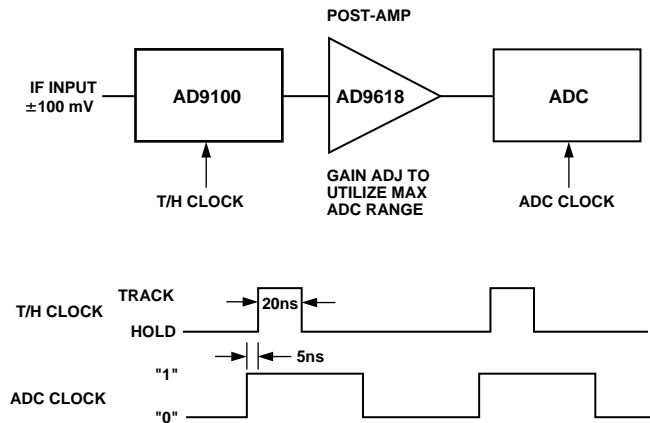 POST-AMP
IF INPUT
±100 mV
AD9100
AD9618
ADC
T/H CLOCK
GAIN ADJ TO
UTILIZE MAX
ADC RANGE
ADC CLOCK
T/H CLOCK
TRACK
HOLD
20ns
5ns
ADC CLOCK
"1"
"0"